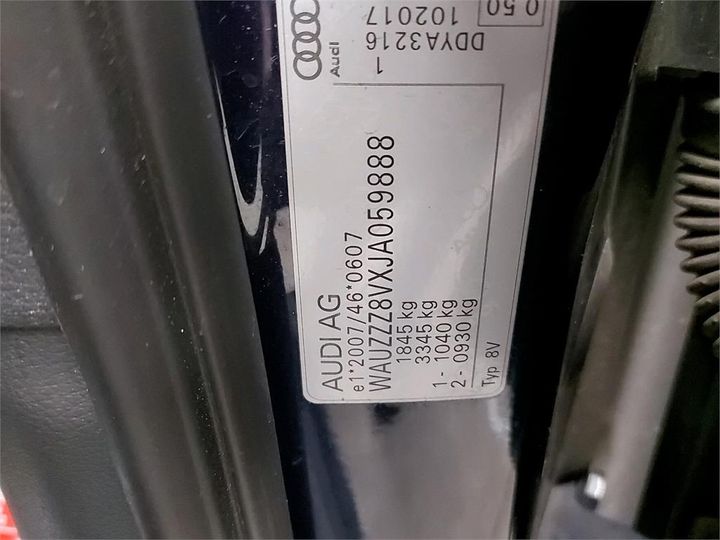 AUDI AG
e1*2007/46*0607
WAUZZZ8VXJA059888
1845 kg
3345 kg
1- 1040 kg
2- 0930 kg
Typ 8V
Audi
1
DDYA3216
102017
0.50